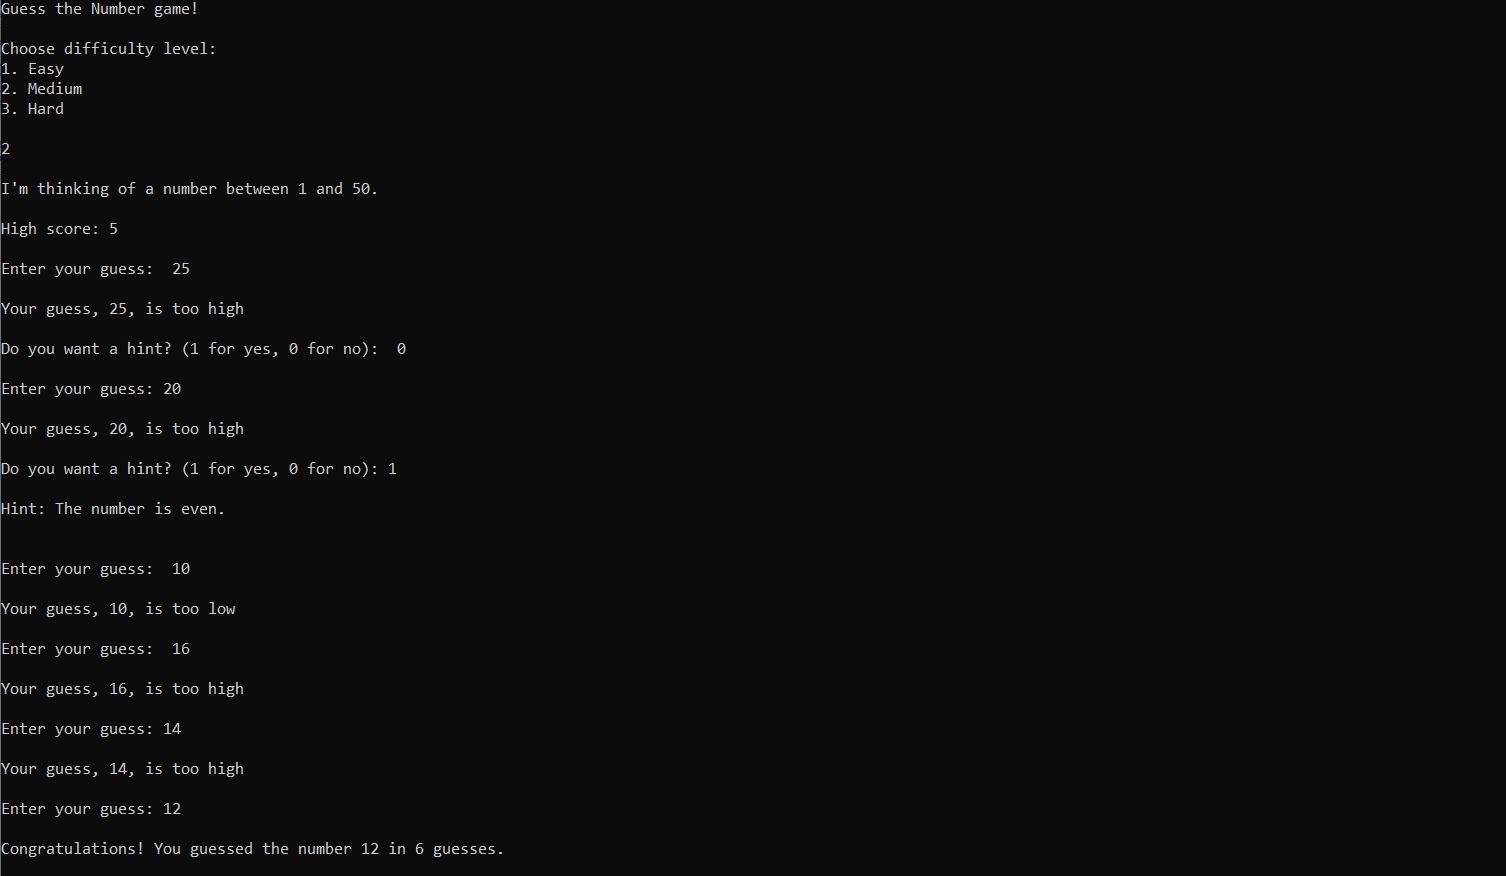 Guess the Number game!
Choose difficulty level:
1. Easy
2. Medium
3. Hard
2
I'm thinking of a number between 1 and 50.
High score: 5
Enter your guess:  25
Your guess, 25, is too high
Do you want a hint? (1 for yes, 0 for no):  0
Enter your guess: 20
Your guess, 20, is too high
Do you want a hint? (1 for yes, 0 for no): 1
Hint: The number is even.
Enter your guess:  10
Your guess, 10, is too low
Enter your guess:  16
Your guess, 16, is too high
Enter your guess: 14
Your guess, 14, is too high
Enter your guess: 12
Congratulations! You guessed the number 12 in 6 guesses.